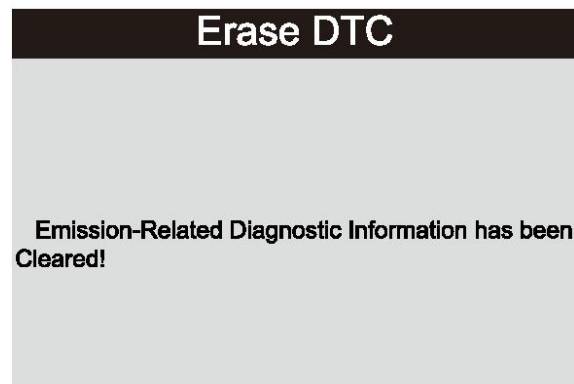 Erase DTC
Emission-Related Diagnostic Information has been
Cleared!